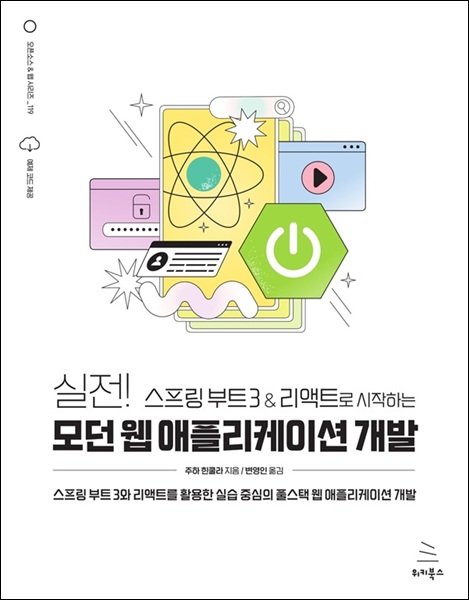 오픈소스 & 웹 시리즈_119
예제 코드 제공
실전! 스프링 부트 3 & 리액트로 시작하는
모던 웹 애플리케이션 개발
주하 힌쿨라 지음 / 변영인 옮김
스프링 부트 3와 리액트를 활용한 실습 중심의 풀스택 웹 애플리케이션 개발
위키북스